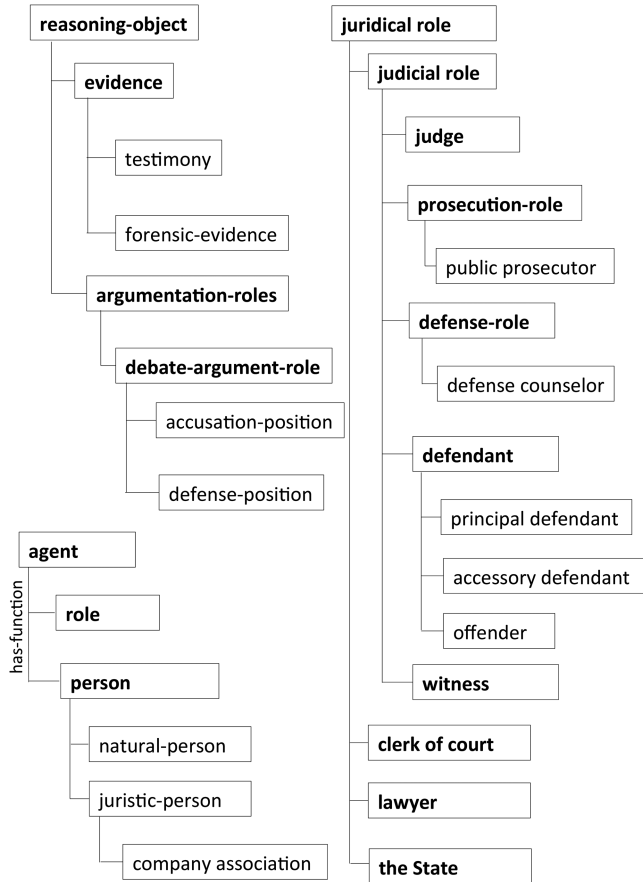 reasoning-object
evidence
testimony
forensic-evidence
argumentation-roles
debate-argument-role
accusation-position
defense-position
agent
has-function
role
person
natural-person
juristic-person
company association
juridical role
judicial role
judge
prosecution-role
public prosecutor
defense-role
defense counselor
defendant
principal defendant
accessory defendant
offender
witness
clerk of court
lawyer
the State